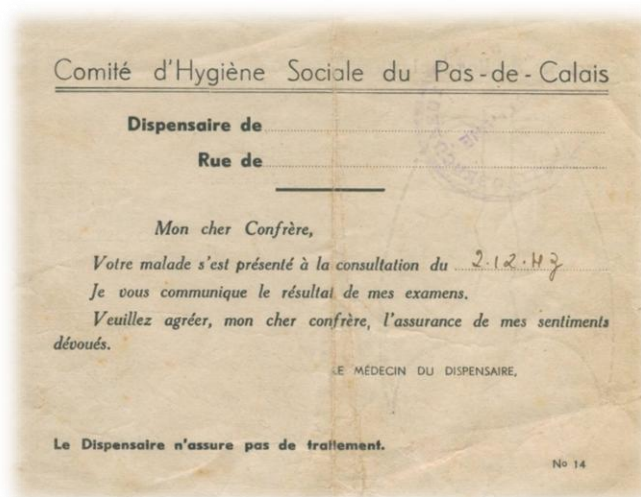 Comité d'Hygiène Sociale du Pas-de-Calais
Dispensaire de
Rue de
Mon cher Confrère,
Votre malade s'est présenté à la consultation du 2.12.43
Je vous communique le résultat de mes examens.
Veuillez agréer, mon cher confrère, l'assurance de mes sentiments
dévoués.
LE MÉDECIN DU DISPENSAIRE,
Le Dispensaire n'assure pas de traitement.
No 14